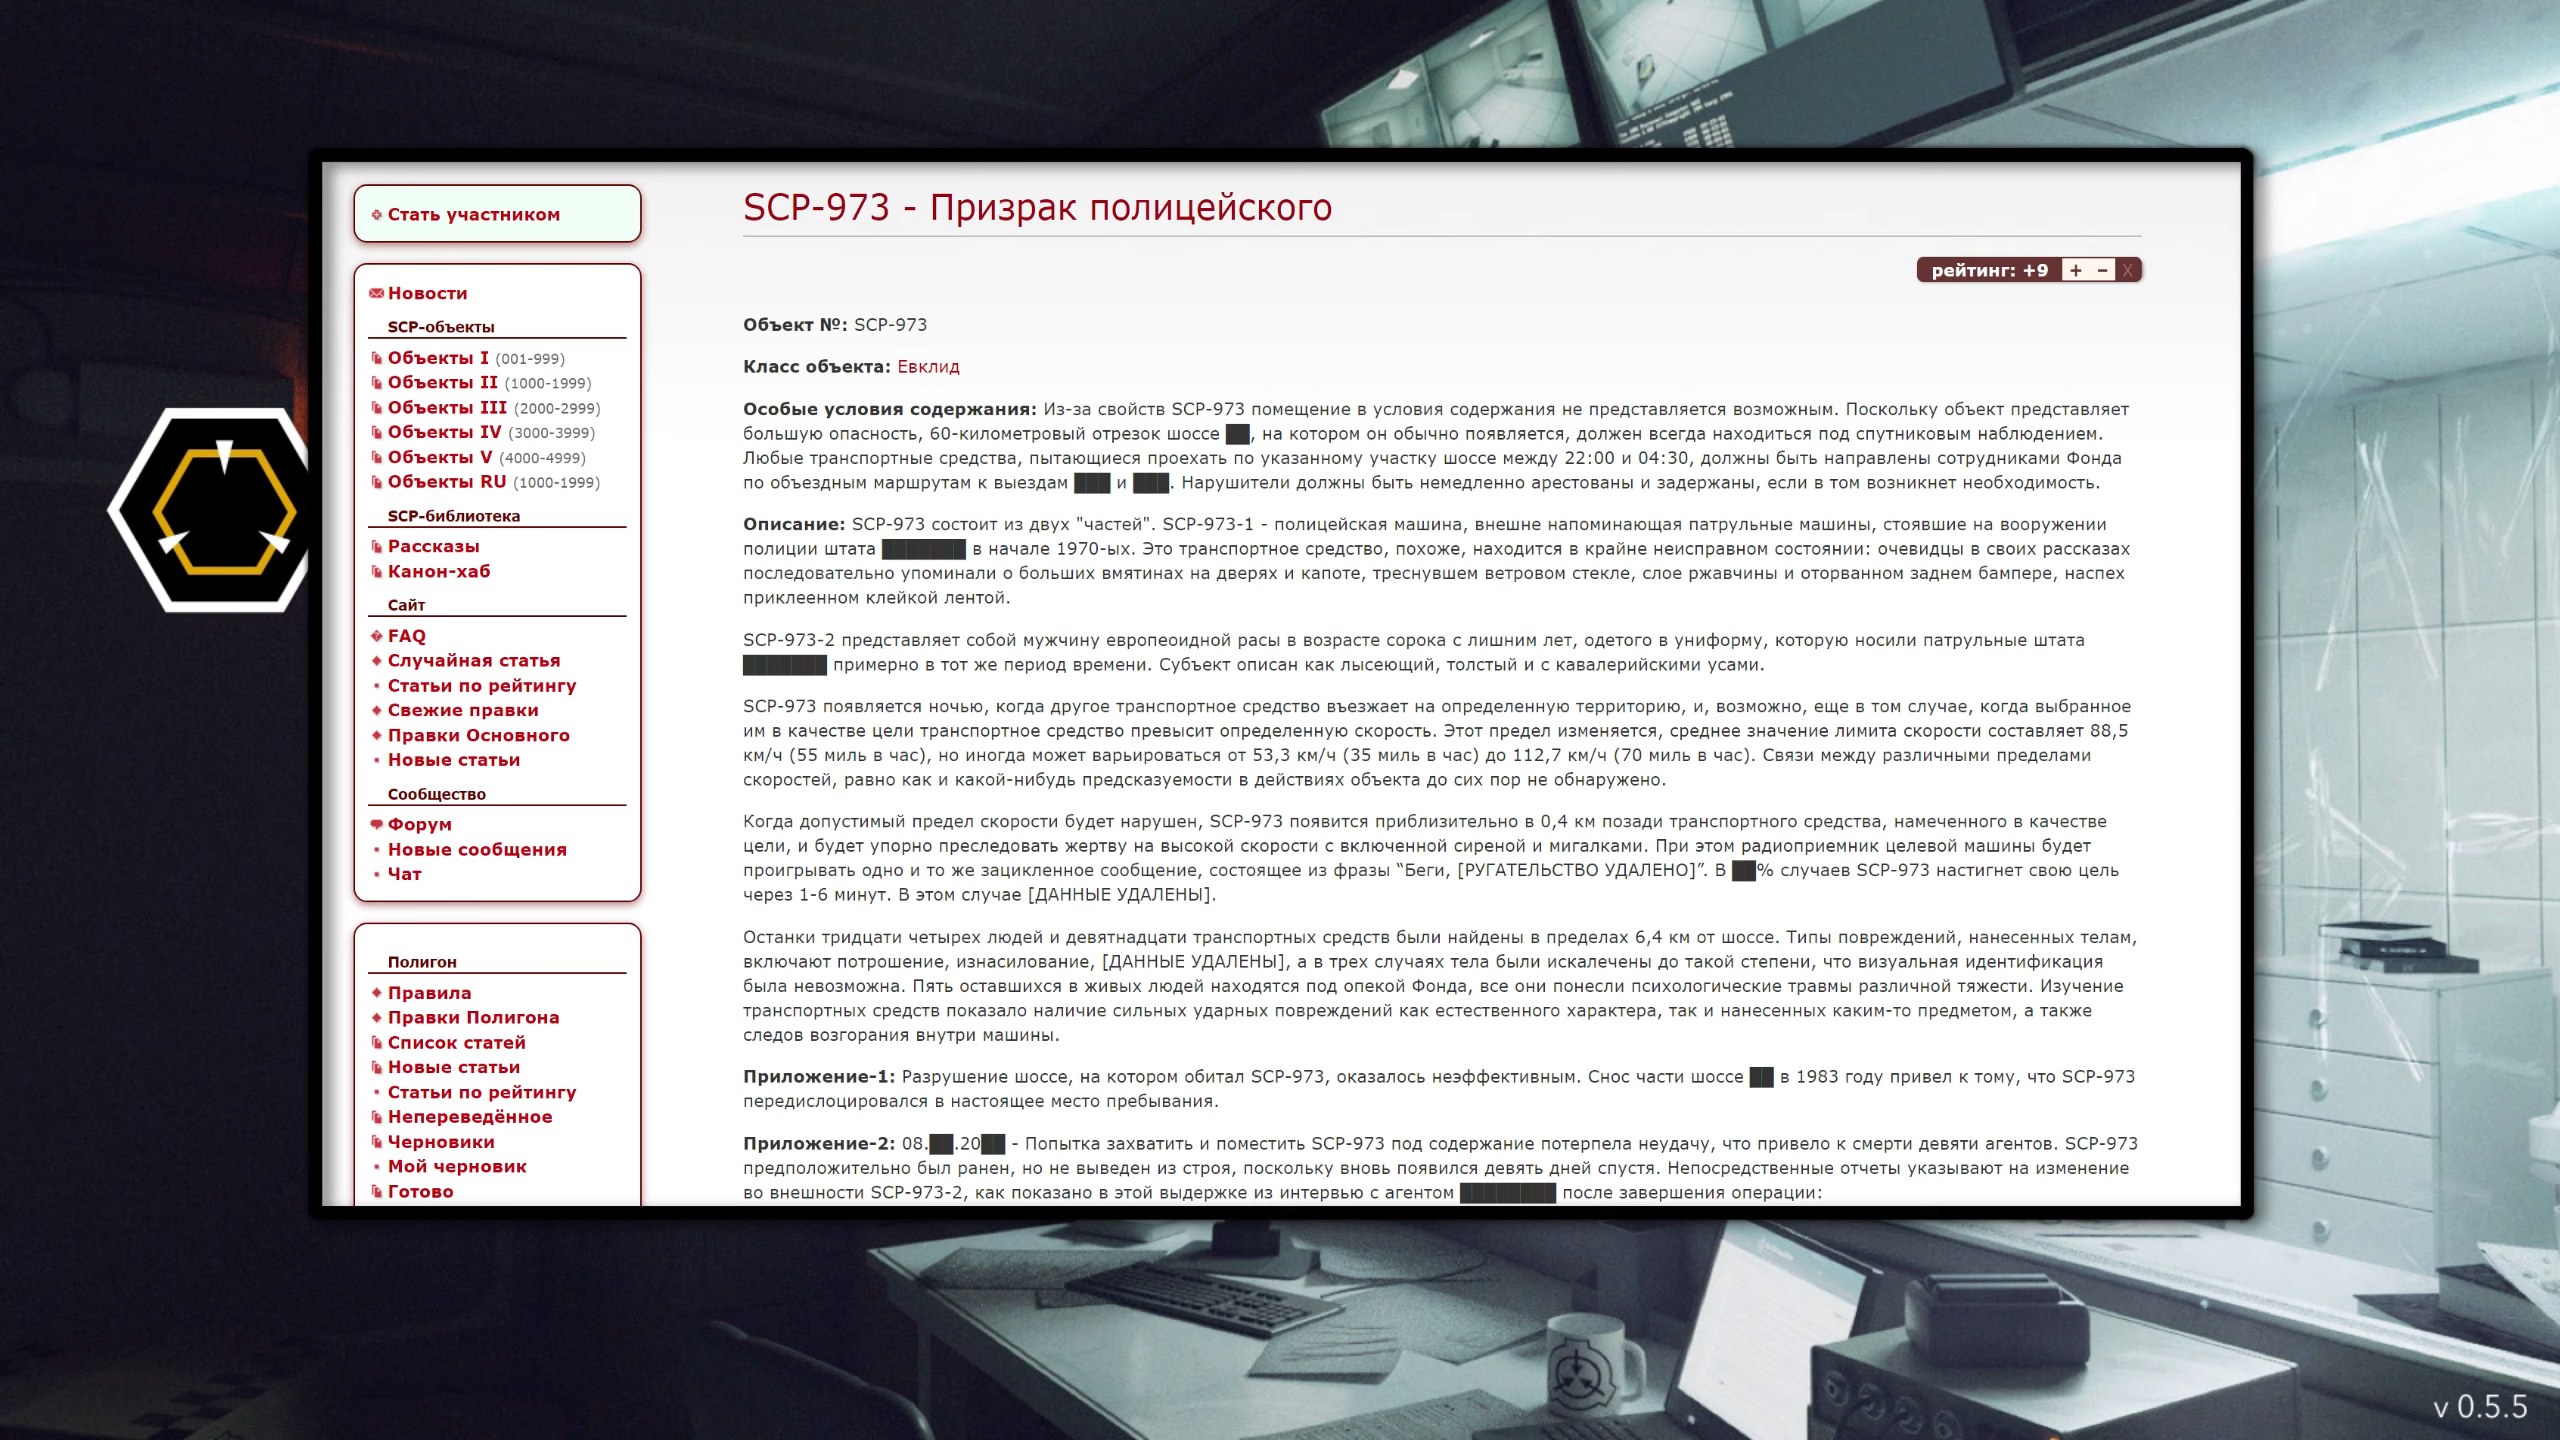 Стать участником
Новости
SCP-объекты
Объекты I (001-999)
Объекты II (1000-1999)
Объекты III (2000-2999)
Объекты IV (3000-3999)
Объекты V (4000-4999)
Объекты RU (1000-1999)
SCP-библиотека
Рассказы
Канон-хаб
Сайт
FAQ
Случайная статья
Статьи по рейтингу
Свежие правки
Правки Основного
Новые статьи
Сообщество
Форум
Новые сообщения
Чат
Полигон
Правила
Правки Полигона
Список статей
Новые статьи
Статьи по рейтингу
Непереведённое
Черновики
Мой черновик
Готово
SCP-973 - Призрак полицейского
рейтинг: +9 + − X
Объект №: SCP-973
Класс объекта: Евклид
Особые условия содержания: Из-за свойств SCP-973 помещение в условия содержания не представляется возможным. Поскольку объект представляет
большую опасность, 60-километровый отрезок шоссе ██, на котором он обычно появляется, должен всегда находиться под спутниковым наблюдением.
Любые транспортные средства, пытающиеся проехать по указанному участку шоссе между 22:00 и 04:30, должны быть направлены сотрудниками Фонда
по объездным маршрутам к выездам ███ и ███. Нарушители должны быть немедленно арестованы и задержаны, если в том возникнет необходимость.
Описание: SCP-973 состоит из двух "частей". SCP-973-1 - полицейская машина, внешне напоминающая патрульные машины, стоявшие на вооружении
полиции штата ███████ в начале 1970-ых. Это транспортное средство, похоже, находится в крайне неисправном состоянии: очевидцы в своих рассказах
последовательно упоминали о больших вмятинах на дверях и капоте, треснувшем ветровом стекле, слое ржавчины и оторванном заднем бампере, наспех
приклеенном клейкой лентой.
SCP-973-2 представляет собой мужчину европеоидной расы в возрасте сорока с лишним лет, одетого в униформу, которую носили патрульные штата
███████ примерно в тот же период времени. Субъект описан как лысеющий, толстый и с кавалерийскими усами.
SCP-973 появляется ночью, когда другое транспортное средство въезжает на определенную территорию, и, возможно, еще в том случае, когда выбранное
им в качестве цели транспортное средство превысит определенную скорость. Этот предел изменяется, среднее значение лимита скорости составляет 88,5
км/ч (55 миль в час), но иногда может варьироваться от 53,3 км/ч (35 миль в час) до 112,7 км/ч (70 миль в час). Связи между различными пределами
скоростей, равно как и какой-нибудь предсказуемости в действиях объекта до сих пор не обнаружено.
Когда допустимый предел скорости будет нарушен, SCP-973 появится приблизительно в 0,4 км позади транспортного средства, намеченного в качестве
цели, и будет упорно преследовать жертву на высокой скорости с включенной сиреной и мигалками. При этом радиоприемник целевой машины будет
проигрывать одно и то же зацикленное сообщение, состоящее из фразы “Беги, [РУГАТЕЛЬСТВО УДАЛЕНО]”. В ██% случаев SCP-973 настигнет свою цель
через 1-6 минут. В этом случае [ДАННЫЕ УДАЛЕНЫ].
Останки тридцати четырех людей и девятнадцати транспортных средств были найдены в пределах 6,4 км от шоссе. Типы повреждений, нанесенных телам,
включают потрошение, изнасилование, [ДАННЫЕ УДАЛЕНЫ], а в трех случаях тела были искалечены до такой степени, что визуальная идентификация
была невозможна. Пять оставшихся в живых людей находятся под опекой Фонда, все они понесли психологические травмы различной тяжести. Изучение
транспортных средств показало наличие сильных ударных повреждений как естественного характера, так и нанесенных каким-то предметом, а также
следов возгорания внутри машины.
Приложение-1: Разрушение шоссе, на котором обитал SCP-973, оказалось неэффективным. Снос части шоссе ██ в 1983 году привел к тому, что SCP-973
передислоцировался в настоящее место пребывания.
Приложение-2: 08.██.20██ - Попытка захватить и поместить SCP-973 под содержание потерпела неудачу, что привело к смерти девяти агентов. SCP-973
предположительно был ранен, но не выведен из строя, поскольку вновь появился девять дней спустя. Непосредственные отчеты указывают на изменение
во внешности SCP-973-2, как показано в этой выдержке из интервью с агентом ████████ после завершения операции:
v 0.5.5